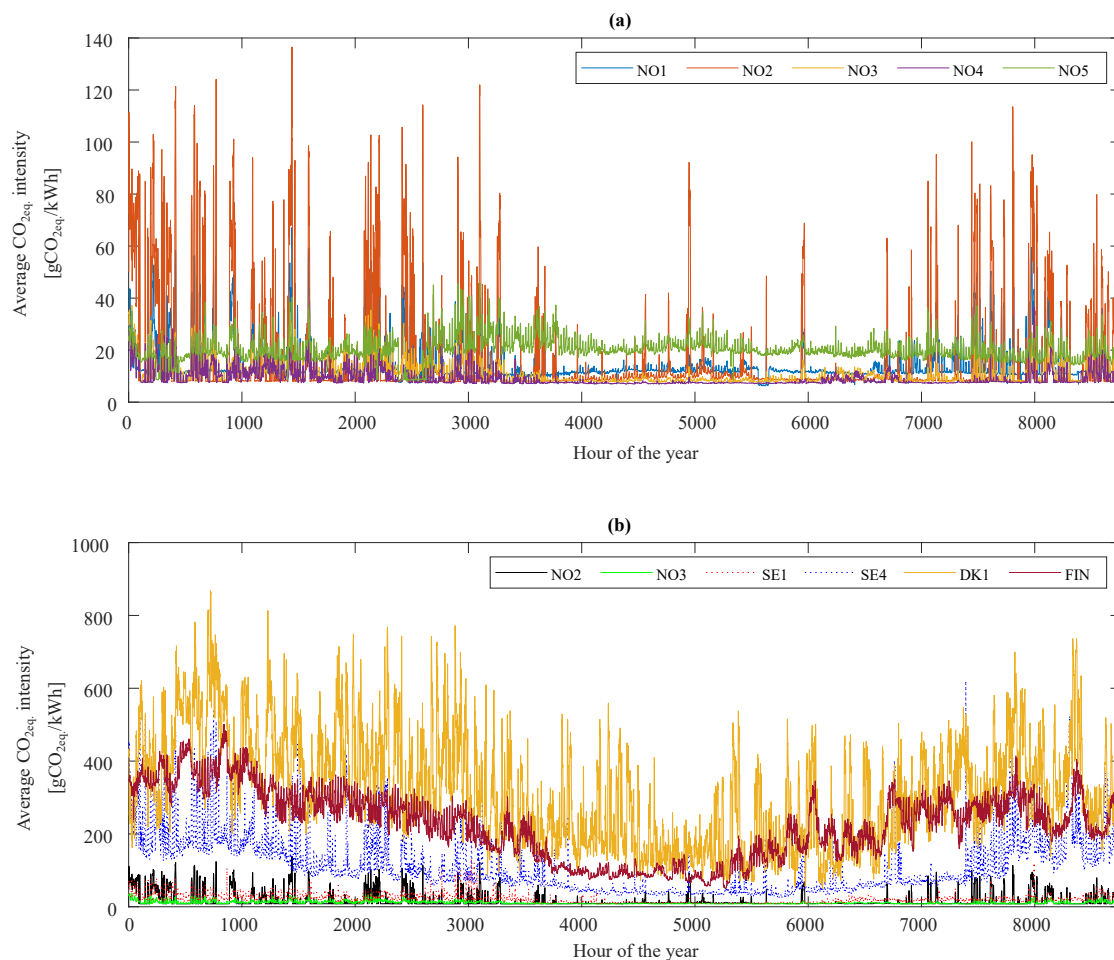 (a)
140
120
100
80
60
40
20
0
Average CO2eq. intensity
[gCO2eq./kWh]
NO1 NO2 NO3 NO4 NO5
0 1000 2000 3000 4000 5000 6000 7000 8000
Hour of the year
(b)
1000
800
600
400
200
0
Average CO2eq. intensity
[gCO2eq./kWh]
NO2 NO3 SE1 SE4 DK1 FIN
0 1000 2000 3000 4000 5000 6000 7000 8000
Hour of the year